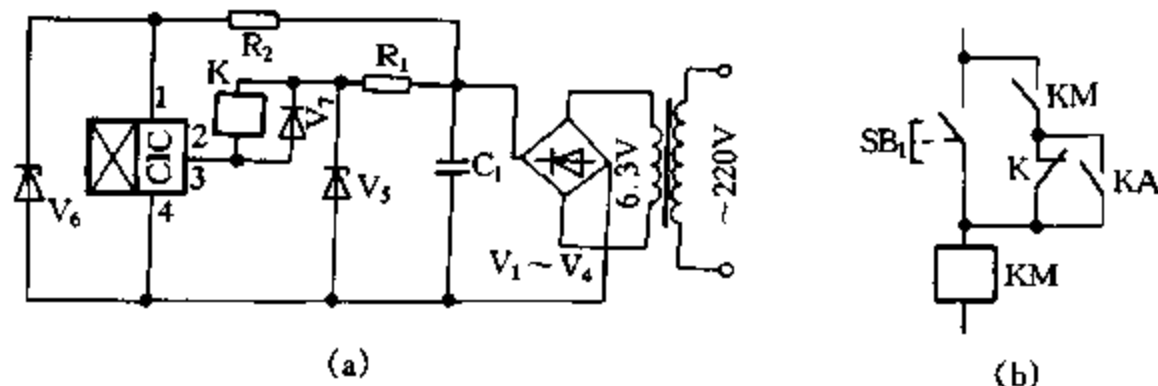 R₂
K
R₁
KM
1
V₇
2
CIC
SB₁
3
C₁
6.3V
~220V
K
KA
V₆
4
V₅
V₁~V₄
KM
(a)
(b)